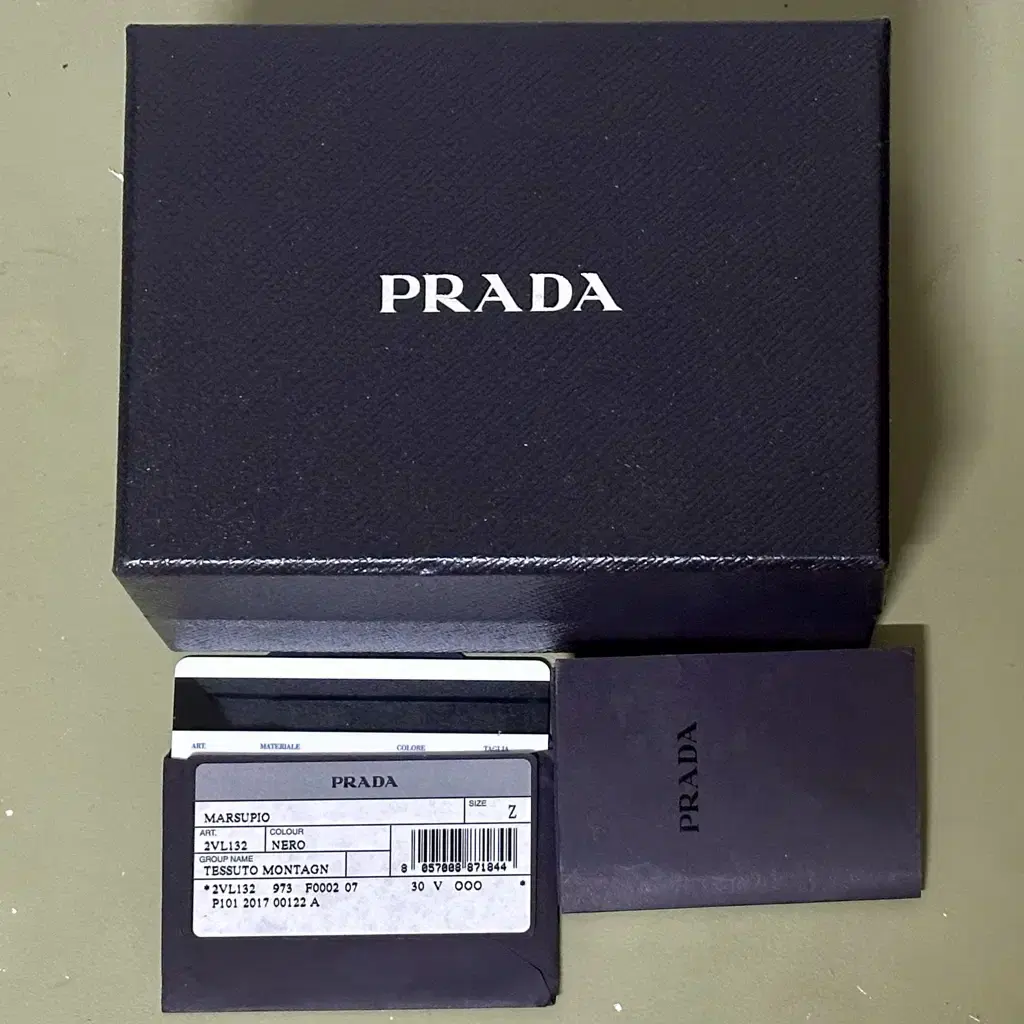 PRADA
ART. MATERIALE COLORE TAGLIA
PRADA
MARSUPIO SIZE Z
ART. COLOUR
2VL132 NERO
GROUP NAME
TESSUTO MONTAGN
8 057008 871844
*2VL132 973 F0002 07 30 V OOO *
P101 2017 00122 A
PRADA